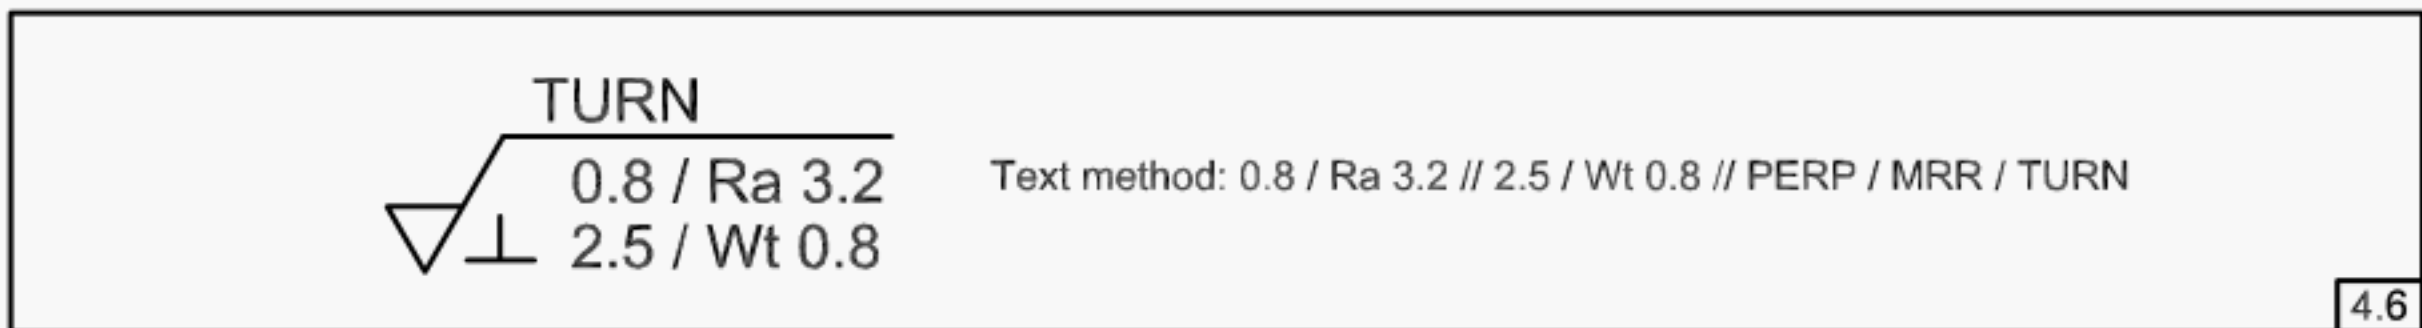 TURN
0.8 / Ra 3.2
2.5 / Wt 0.8
Text method: 0.8 / Ra 3.2 // 2.5 / Wt 0.8 // PERP / MRR / TURN
4.6